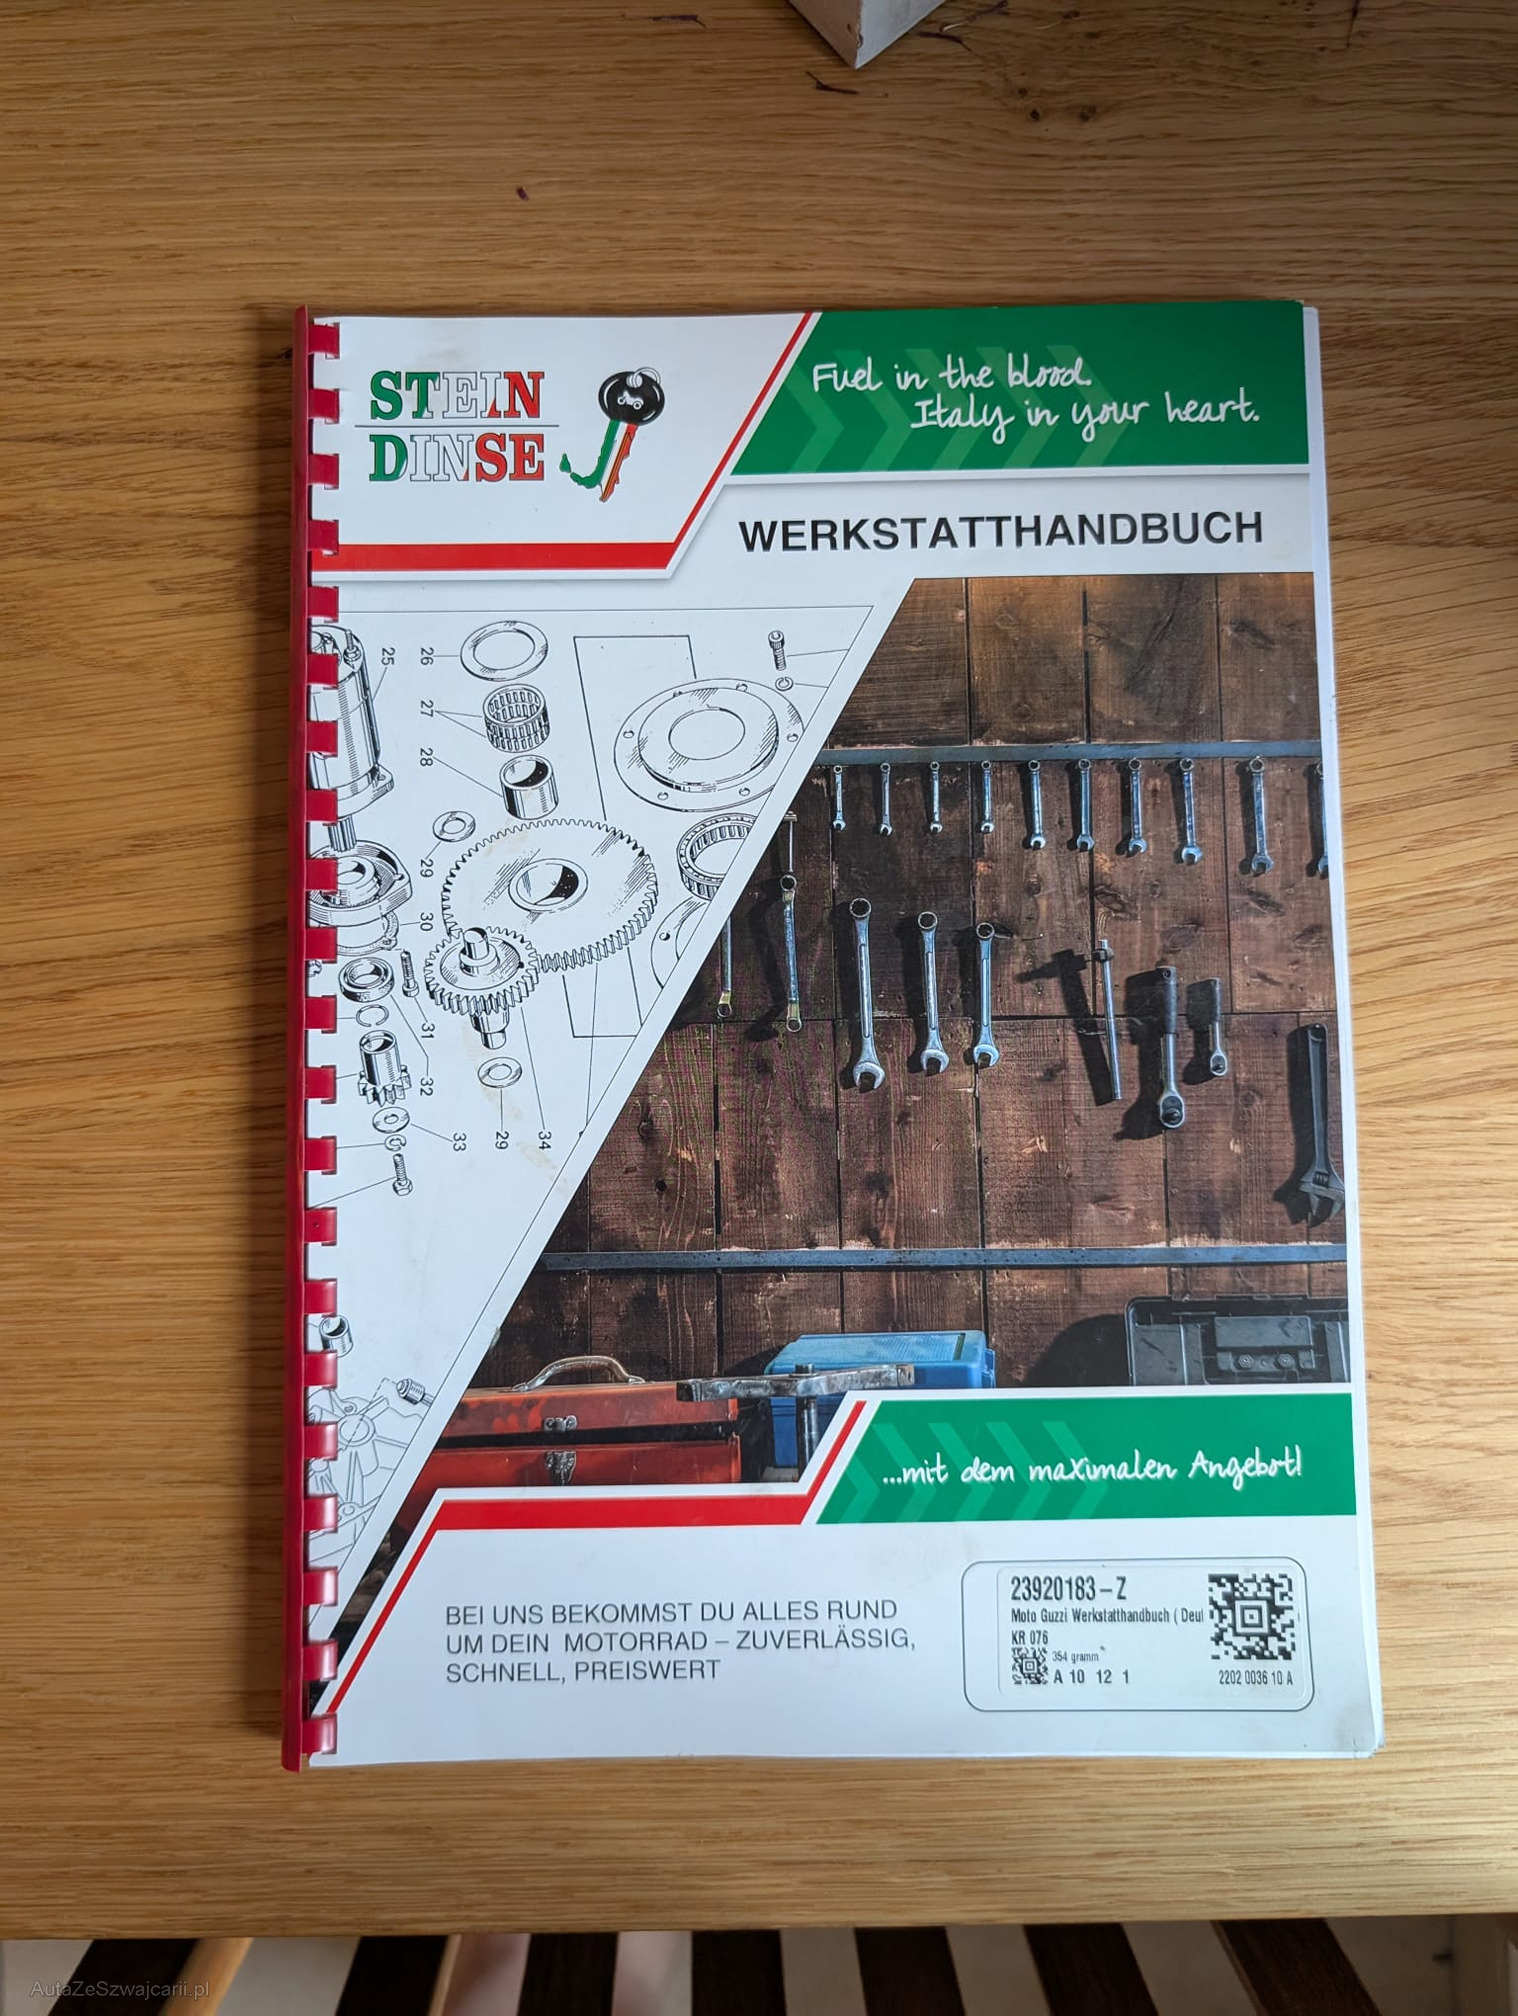 STEIN
DINSE
Fuel in the blood.
Italy in your heart.
WERKSTATTHANDBUCH
25
26
27
28
29
30
31
32
33
29
34
...mit dem maximalen Angebot!
BEI UNS BEKOMMST DU ALLES RUND
UM DEIN MOTORRAD – ZUVERLÄSSIG,
SCHNELL, PREISWERT
23920183-Z
Moto Guzzi Werkstatthandbuch ( Deut
KR 076
354 gramm
A 10 12 1
2202 0036 10 A
AutaZeSzwajcarii.pl